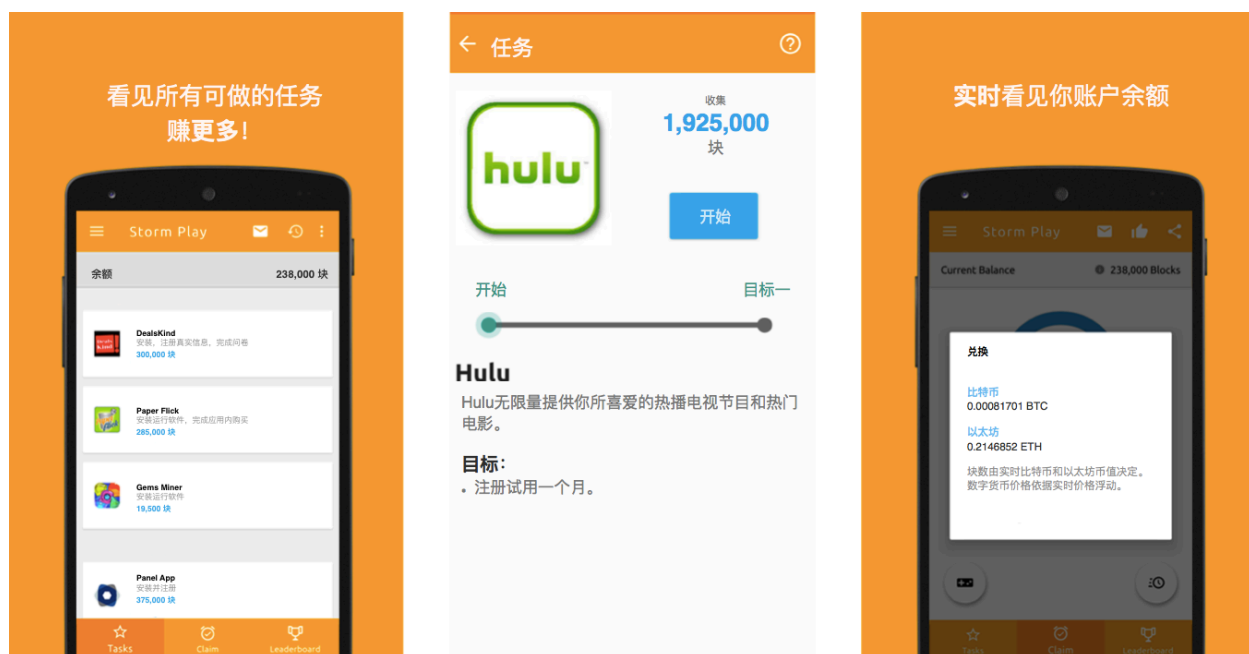 看见所有可做的任务
赚更多!
Storm Play
余额
238,000 块
DealsKind
安装，注册真实信息，完成问卷
300,000 块
Paper Flick
安装运行软件，完成应用内购买
285,000 块
Gems Miner
安装运行软件
19,500 块
Panel App
安装并注册
375,000 块
Tasks
Claim
Leaderboard
任务
hulu
收集
1,925,000
块
开始
开始
目标一
Hulu
Hulu无限量提供你所喜爱的热播电视节目和热门
电影。
目标：
• 注册试用一个月。
实时看见你账户余额
Storm Play
Current Balance
238,000 Blocks
兑换
比特币
0.00081701 BTC
以太坊
0.2146852 ETH
块数由实时比特币和以太坊币值决定。
数字货币价格依据实时价格浮动。
Tasks
Claim
Leaderboard